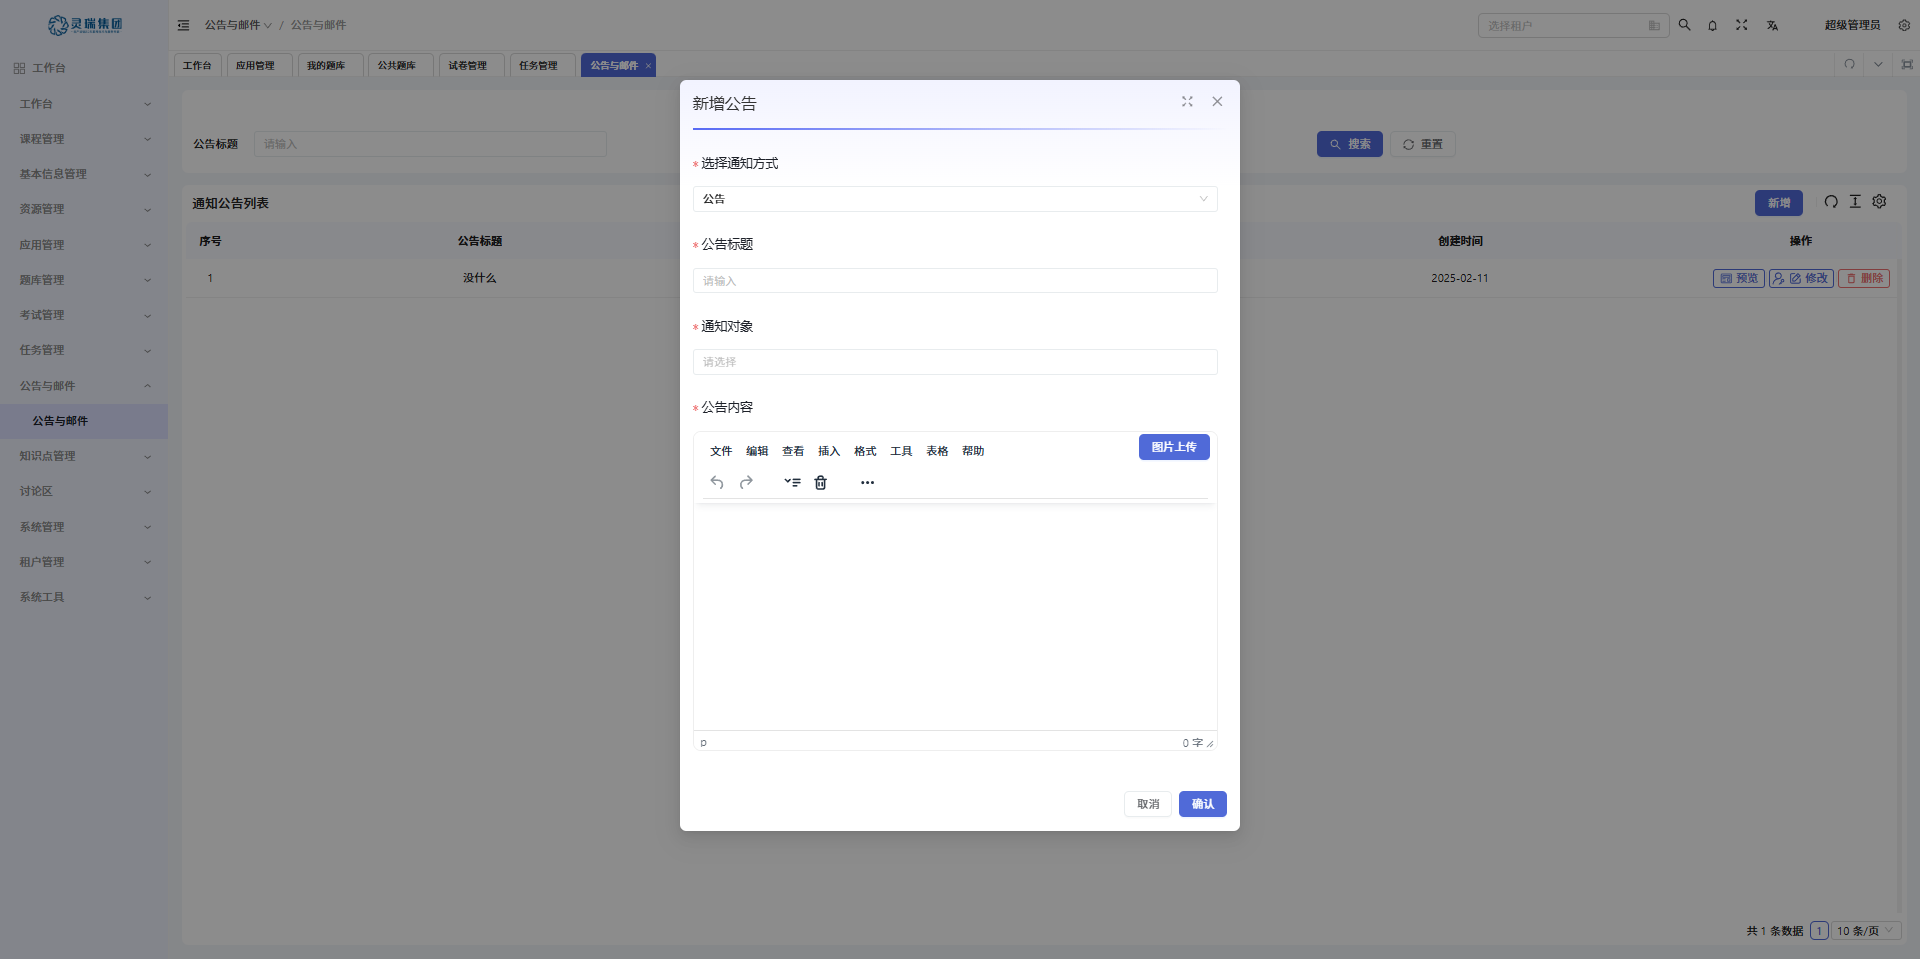 灵瑞集团
公告与邮件 / 公告与邮件
选择租户
超级管理员
工作台
应用管理
我的题库
公共题库
试卷管理
任务管理
公告与邮件
工作台
工作台
课程管理
基本信息管理
资源管理
应用管理
题库管理
考试管理
任务管理
公告与邮件
公告与邮件
知识点管理
讨论区
系统管理
租户管理
系统工具
公告标题
请输入
搜索
重置
通知公告列表
新增
序号 公告标题 创建时间 操作
1 没什么 2025-02-11 预览 修改 删除
共 1 条数据 1 10 条/页
新增公告
* 选择通知方式
公告
* 公告标题
请输入
* 通知对象
请选择
* 公告内容
文件 编辑 查看 插入 格式 工具 表格 帮助
图片上传
p
0 字
取消
确认